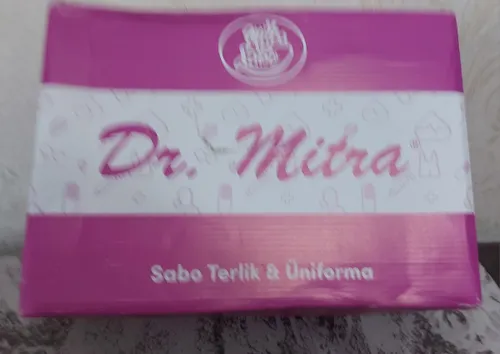 Dr. Mitra
Sabo Terlik & Üniforma